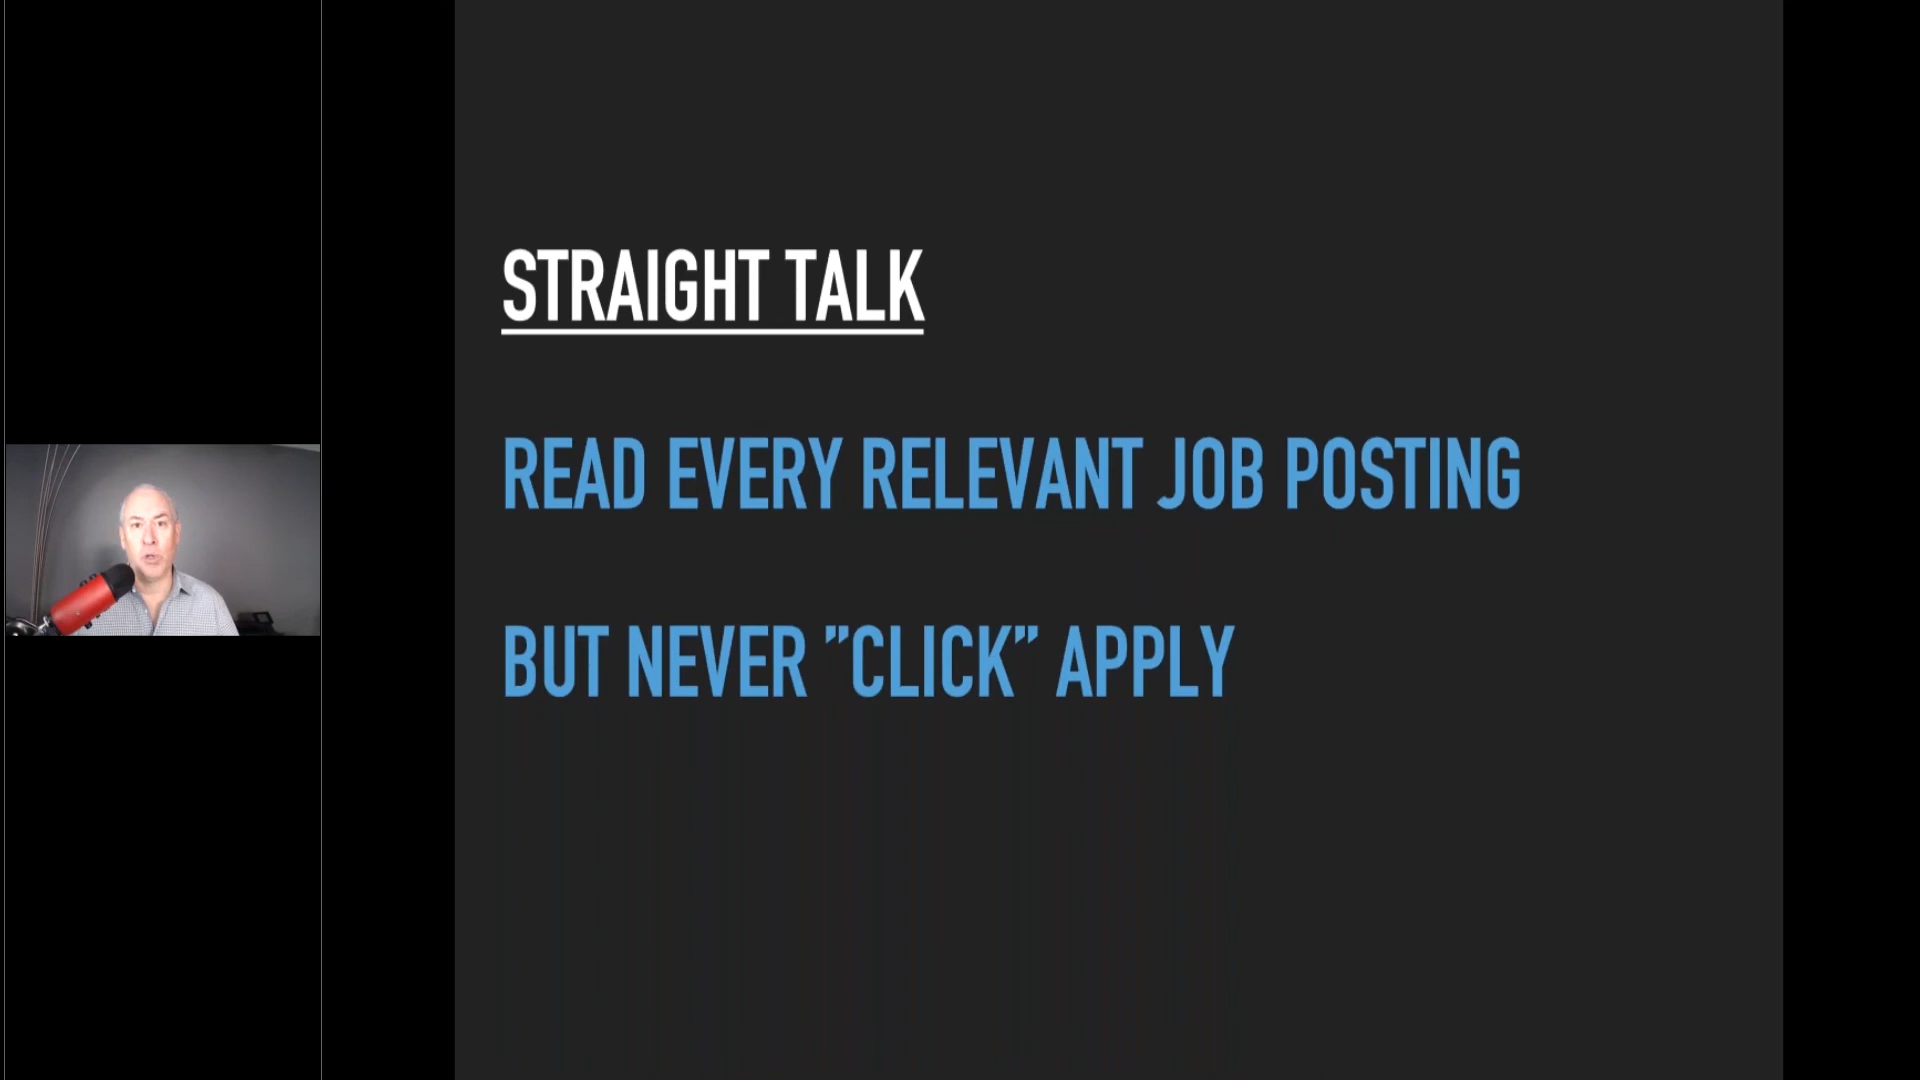 STRAIGHT TALK
READ EVERY RELEVANT JOB POSTING
BUT NEVER ”CLICK” APPLY